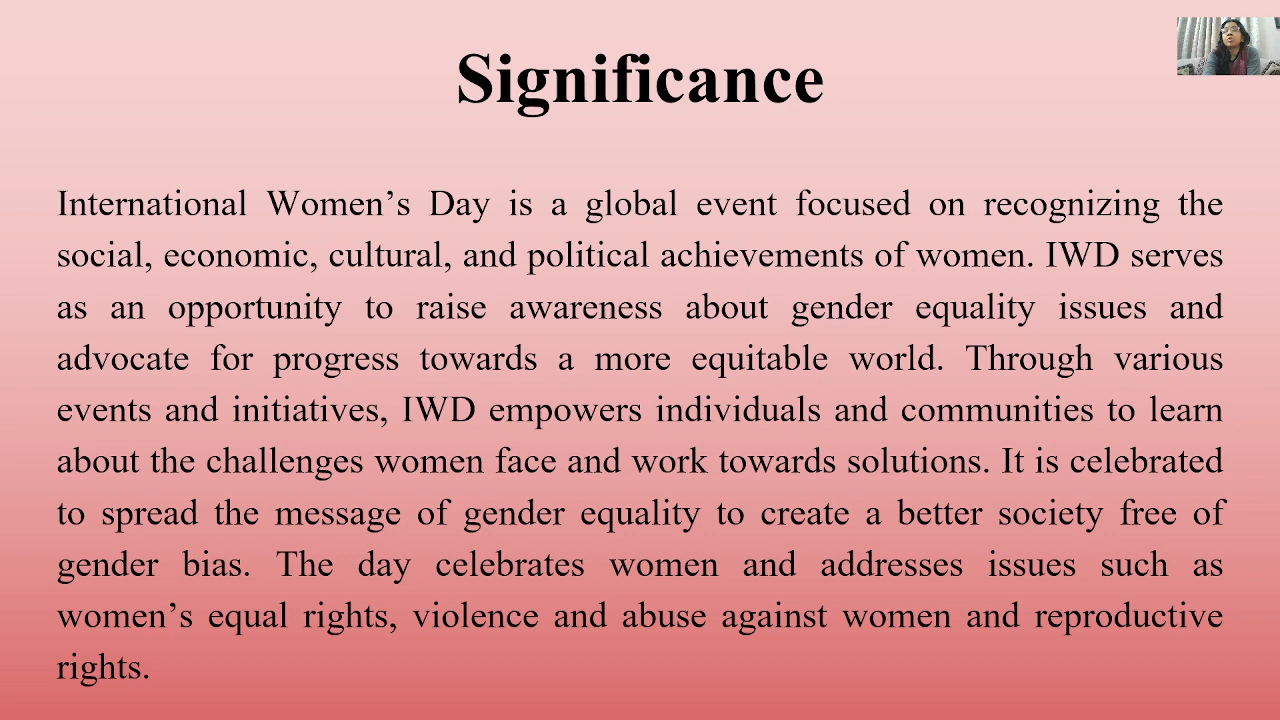 Significance
International Women’s Day is a global event focused on recognizing the
social, economic, cultural, and political achievements of women. IWD serves
as an opportunity to raise awareness about gender equality issues and
advocate for progress towards a more equitable world. Through various
events and initiatives, IWD empowers individuals and communities to learn
about the challenges women face and work towards solutions. It is celebrated
to spread the message of gender equality to create a better society free of
gender bias. The day celebrates women and addresses issues such as
women’s equal rights, violence and abuse against women and reproductive
rights.